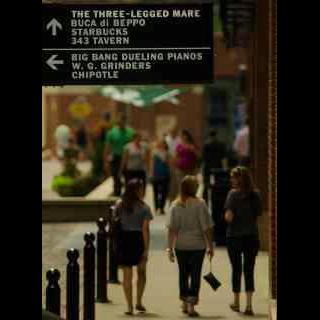 THE THREE-LEGGED MARE
BUCA di BEPPO
STARBUCKS
343 TAVERN
BIG BANG DUELING PIANOS
W. G. GRINDERS
CHIPOTLE